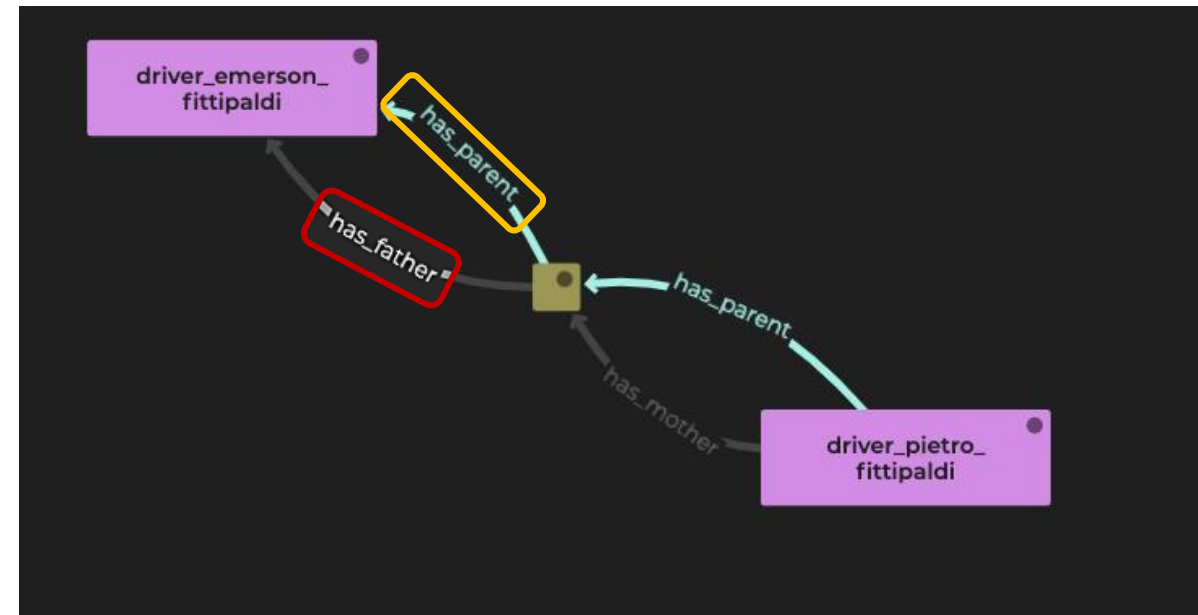 driver_emerson_
fittipaldi
has_parent
has_father
has_parent
has_mother
driver_pietro_
fittipaldi